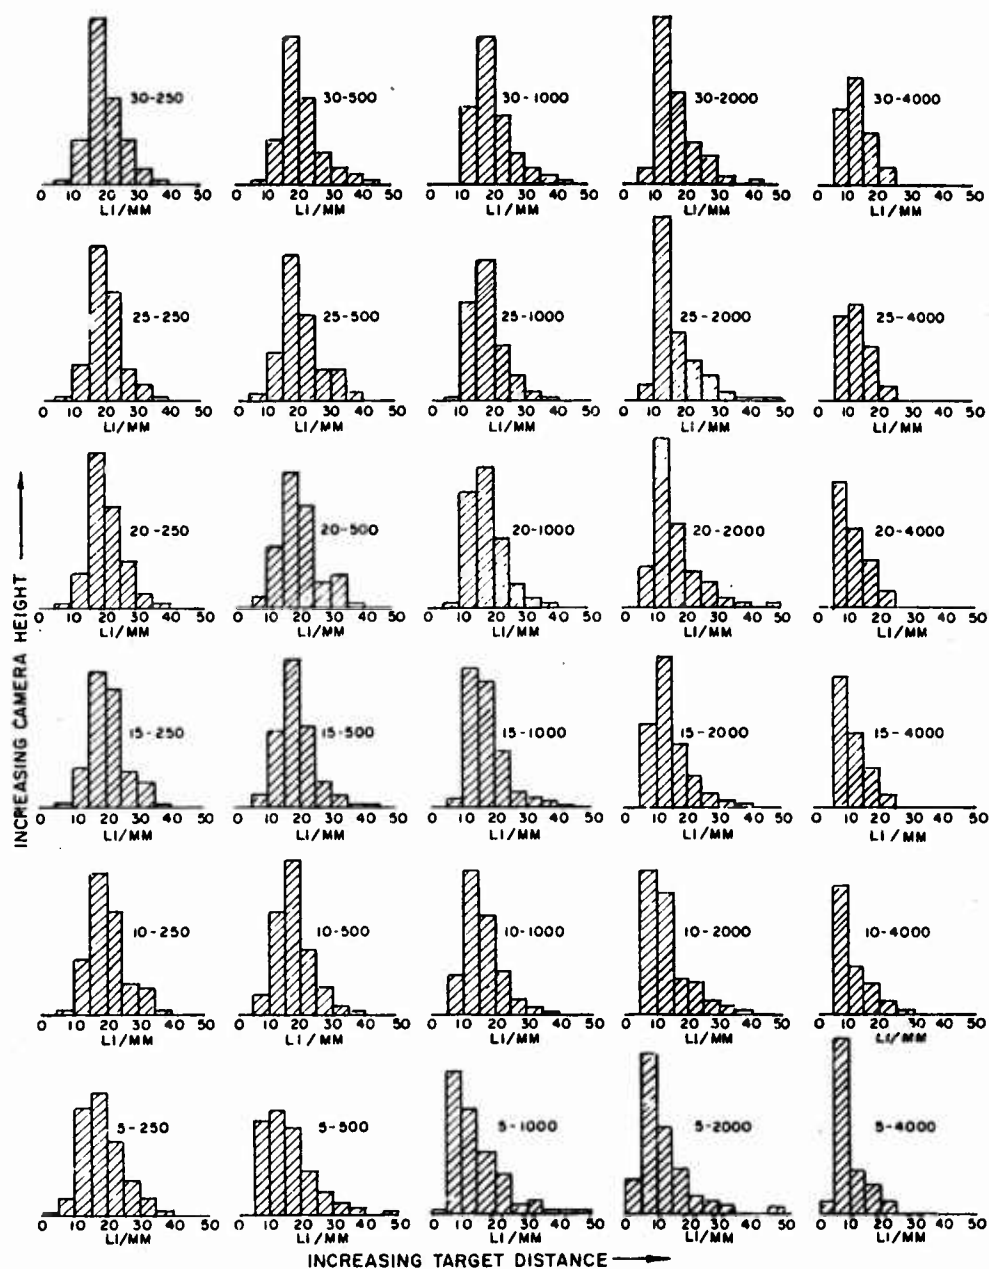 30-250 30-500 30-1000 30-2000 30-4000
0 10 20 30 40 50 0 10 20 30 40 50 0 10 20 30 40 50 0 10 20 30 40 50 0 10 20 30 40 50
LI/MM LI/MM LI/MM LI/MM LI/MM
25-250 25-500 25-1000 25-2000 25-4000
0 10 20 30 40 50 0 10 20 30 40 50 0 10 20 30 40 50 0 10 20 30 40 50 0 10 20 30 40 50
LI/MM LI/MM LI/MM LI/MM LI/MM
20-250 20-500 20-1000 20-2000 20-4000
0 10 20 30 40 50 0 10 20 30 40 50 0 10 20 30 40 50 0 10 20 30 40 50 0 10 20 30 40 50
LI/MM LI/MM LI/MM LI/MM LI/MM
15-250 15-500 15-1000 15-2000 15-4000
0 10 20 30 40 50 0 10 20 30 40 50 0 10 20 30 40 50 0 10 20 30 40 50 0 10 20 30 40 50
LI/MM LI/MM LI/MM LI/MM LI/MM
10-250 10-500 10-1000 10-2000 10-4000
0 10 20 30 40 50 0 10 20 30 40 50 0 10 20 30 40 50 0 10 20 30 40 50 0 10 20 30 40 50
LI/MM LI/MM LI/MM LI/MM LI/MM
5-250 5-500 5-1000 5-2000 5-4000
0 10 20 30 40 50 0 10 20 30 40 50 0 10 20 30 40 50 0 10 20 30 40 50 0 10 20 30 40 50
LI/MM LI/MM LI/MM LI/MM LI/MM
INCREASING CAMERA HEIGHT
INCREASING TARGET DISTANCE